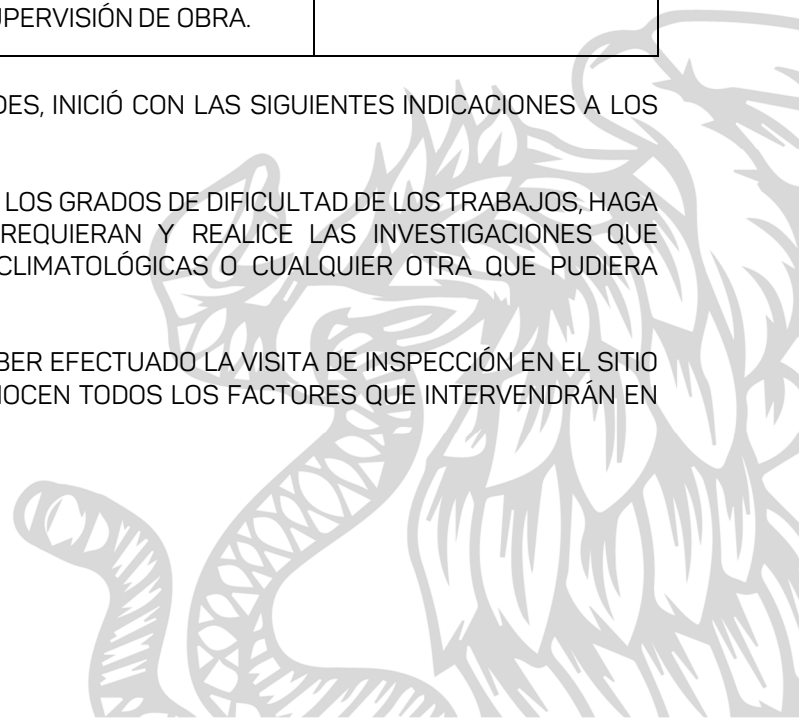 UPERVISIÓN DE OBRA.
DES, INICIÓ CON LAS SIGUIENTES INDICACIONES A LOS
LOS GRADOS DE DIFICULTAD DE LOS TRABAJOS, HAGA
REQUIERAN Y REALICE LAS INVESTIGACIONES QUE
CLIMATOLÓGICAS O CUALQUIER OTRA QUE PUDIERA
BER EFECTUADO LA VISITA DE INSPECCIÓN EN EL SITIO
NOCEN TODOS LOS FACTORES QUE INTERVENDRÁN EN